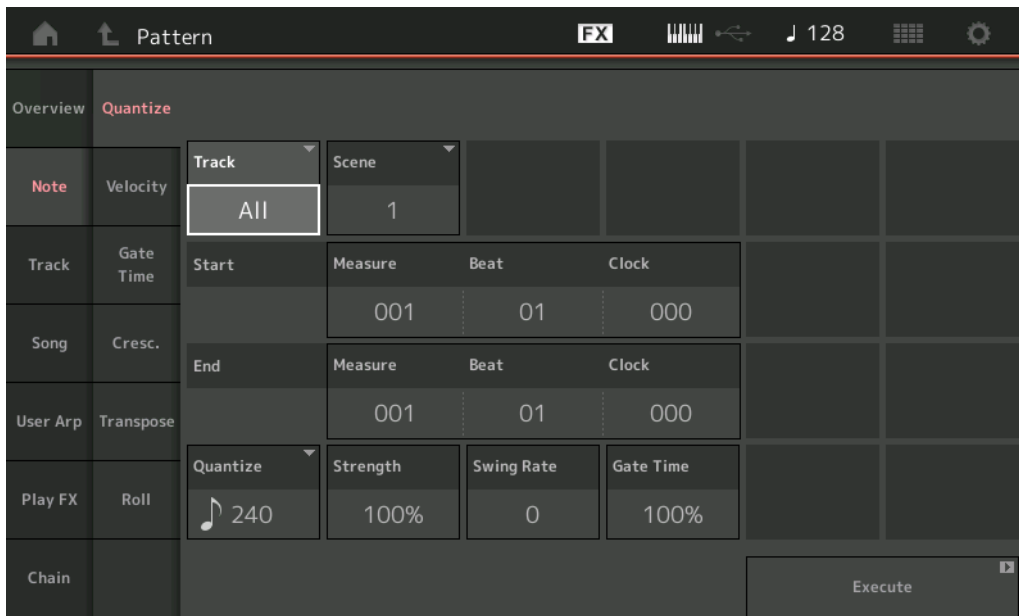 Pattern FX 128
Overview Quantize
Note Velocity Track Scene
All 1
Track Gate Time Start Measure Beat Clock
001 01 000
Song Cresc. End Measure Beat Clock
001 01 000
User Arp Transpose
Quantize Strength Swing Rate Gate Time
Play FX Roll 240 100% 0 100%
Chain Execute